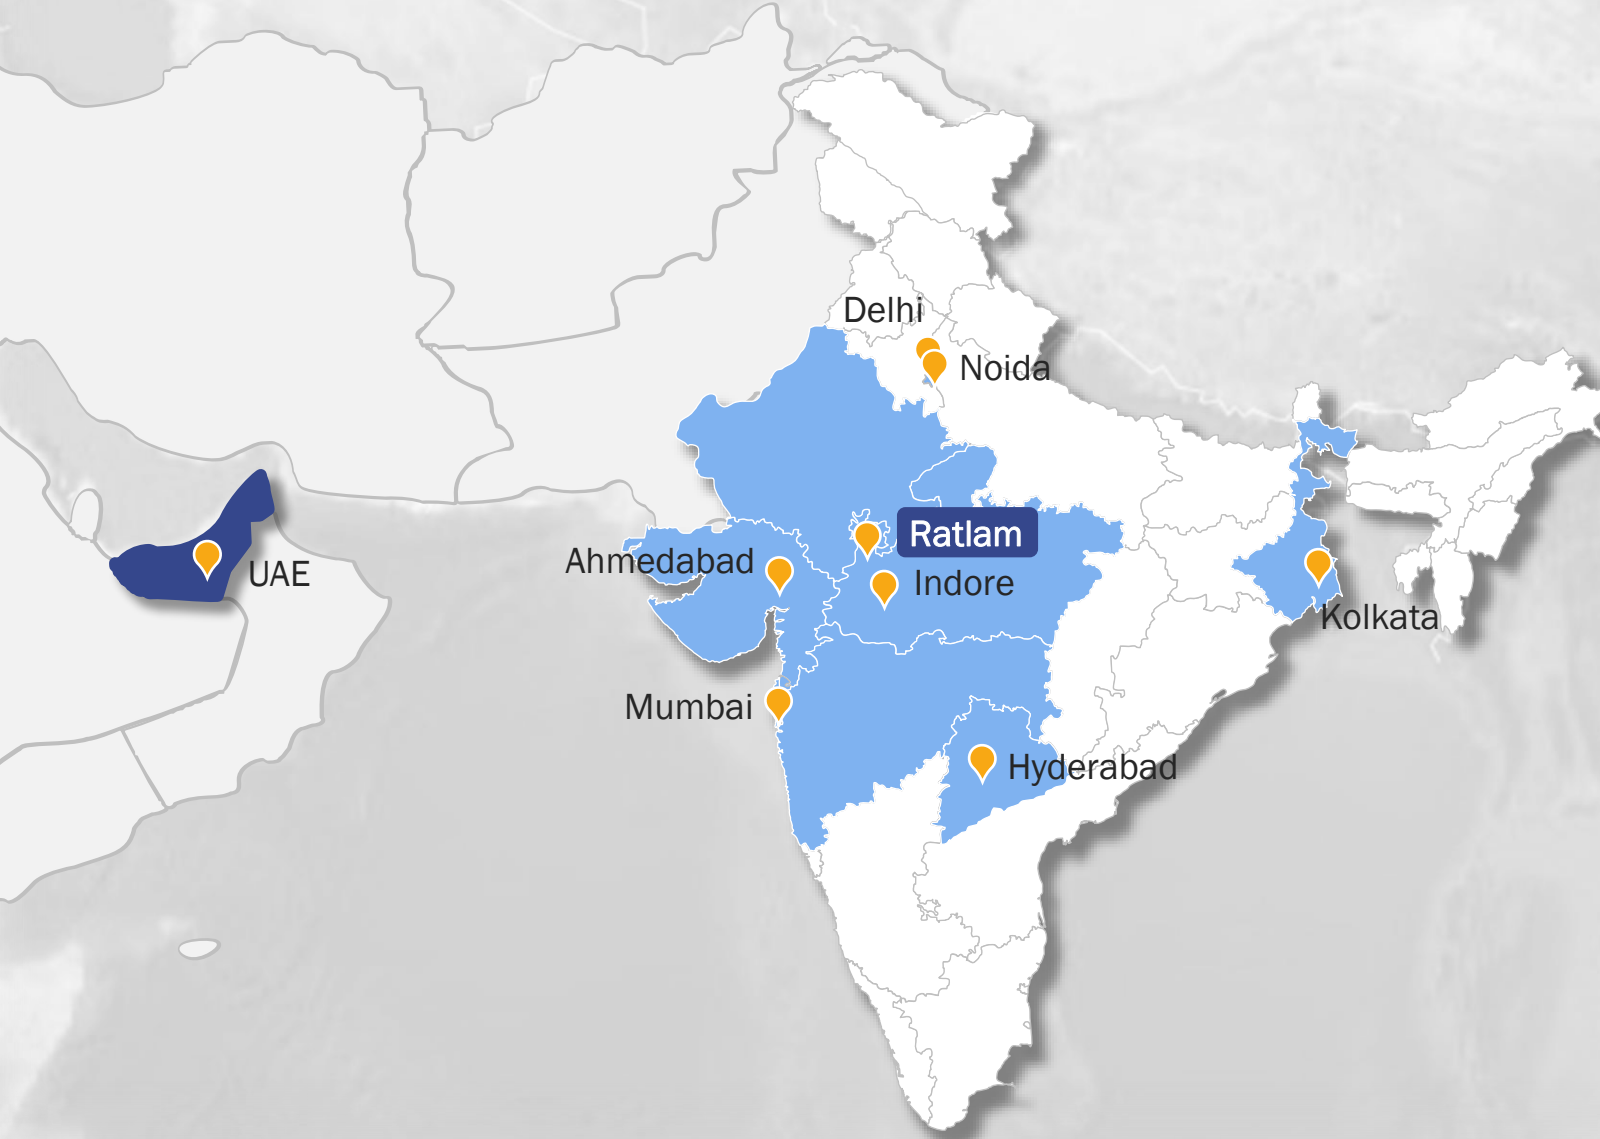 Delhi
Noida
Ratlam
Ahmedabad
UAE
Indore
Kolkata
Mumbai
Hyderabad